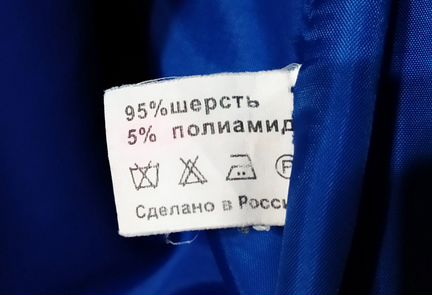 95%шерсть
5% полиамид
P
Сделано в Росси